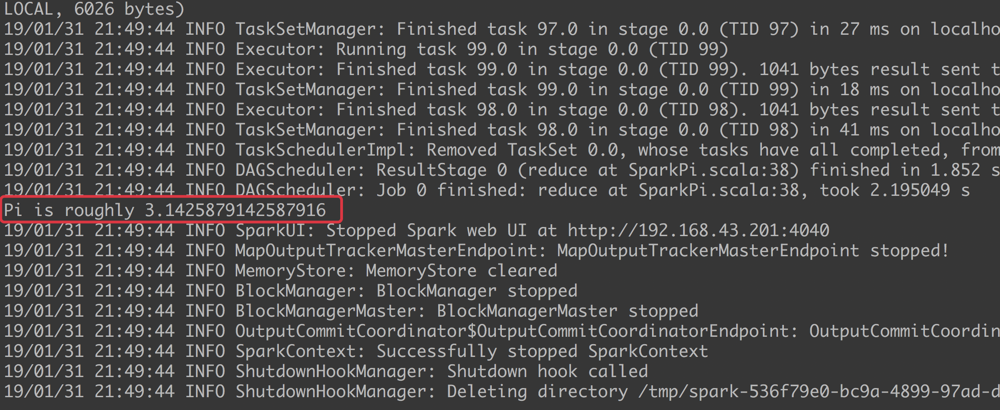 LOCAL, 6026 bytes)
19/01/31 21:49:44 INFO TaskSetManager: Finished task 97.0 in stage 0.0 (TID 97) in 27 ms on localho
19/01/31 21:49:44 INFO Executor: Running task 99.0 in stage 0.0 (TID 99)
19/01/31 21:49:44 INFO Executor: Finished task 99.0 in stage 0.0 (TID 99). 1041 bytes result sent t
19/01/31 21:49:44 INFO TaskSetManager: Finished task 99.0 in stage 0.0 (TID 99) in 18 ms on localho
19/01/31 21:49:44 INFO Executor: Finished task 98.0 in stage 0.0 (TID 98). 1041 bytes result sent t
19/01/31 21:49:44 INFO TaskSetManager: Finished task 98.0 in stage 0.0 (TID 98) in 41 ms on localho
19/01/31 21:49:44 INFO TaskSchedulerImpl: Removed TaskSet 0.0, whose tasks have all completed, from
19/01/31 21:49:44 INFO DAGScheduler: ResultStage 0 (reduce at SparkPi.scala:38) finished in 1.852 s
19/01/31 21:49:44 INFO DAGScheduler: Job 0 finished: reduce at SparkPi.scala:38, took 2.195049 s
Pi is roughly 3.1425879142587916
19/01/31 21:49:44 INFO SparkUI: Stopped Spark web UI at http://192.168.43.201:4040
19/01/31 21:49:44 INFO MapOutputTrackerMasterEndpoint: MapOutputTrackerMasterEndpoint stopped!
19/01/31 21:49:44 INFO MemoryStore: MemoryStore cleared
19/01/31 21:49:44 INFO BlockManager: BlockManager stopped
19/01/31 21:49:44 INFO BlockManagerMaster: BlockManagerMaster stopped
19/01/31 21:49:44 INFO OutputCommitCoordinator$OutputCommitCoordinatorEndpoint: OutputCommitCoordin
19/01/31 21:49:44 INFO SparkContext: Successfully stopped SparkContext
19/01/31 21:49:44 INFO ShutdownHookManager: Shutdown hook called
19/01/31 21:49:44 INFO ShutdownHookManager: Deleting directory /tmp/spark-536f79e0-bc9a-4899-97ad-d